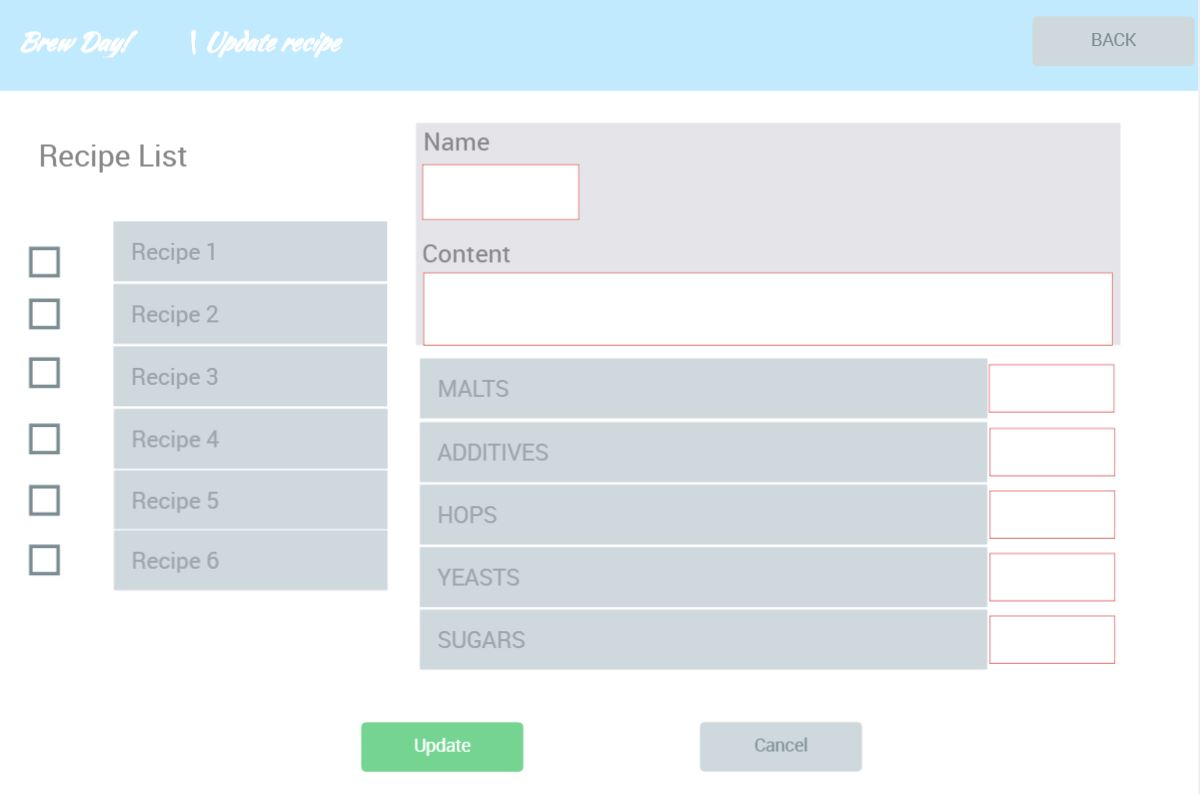 Brew Day! | Update recipe
BACK
Recipe List
Recipe 1
Recipe 2
Recipe 3
Recipe 4
Recipe 5
Recipe 6
Name
Content
MALTS
ADDITIVES
HOPS
YEASTS
SUGARS
Update
Cancel